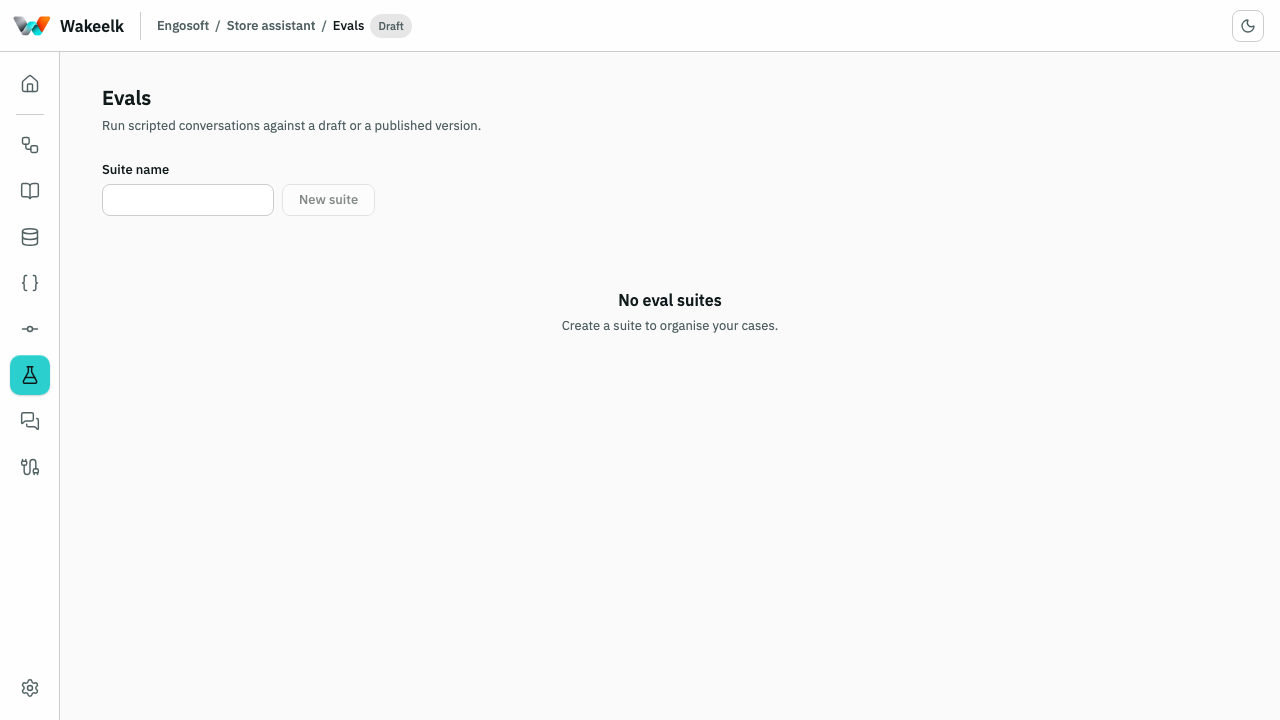 Wakeelk
Engosoft / Store assistant / Evals Draft
Evals
Run scripted conversations against a draft or a published version.
Suite name
New suite
No eval suites
Create a suite to organise your cases.